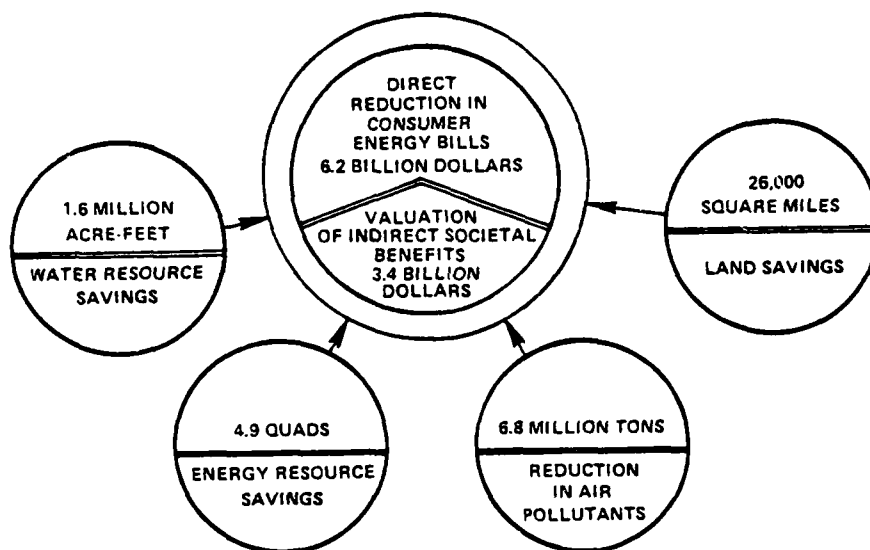 DIRECT
REDUCTION IN
CONSUMER
ENERGY BILLS
6.2 BILLION DOLLARS
VALUATION
OF INDIRECT SOCIETAL
BENEFITS
3.4 BILLION
DOLLARS
1.6 MILLION
ACRE-FEET
WATER RESOURCE
SAVINGS
26,000
SQUARE MILES
LAND SAVINGS
4.9 QUADS
ENERGY RESOURCE
SAVINGS
6.8 MILLION TONS
REDUCTION
IN AIR
POLLUTANTS